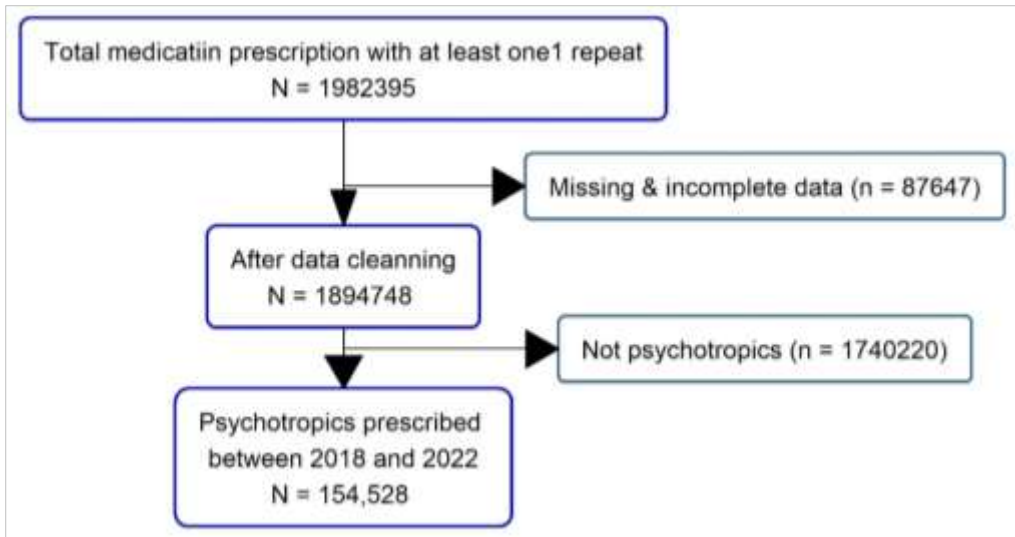 Total medicatiin prescription with at least one1 repeat
N = 1982395
Missing & incomplete data (n = 87647)
After data cleanning
N = 1894748
Not psychotropics (n = 1740220)
Psychotropics prescribed
between 2018 and 2022
N = 154,528